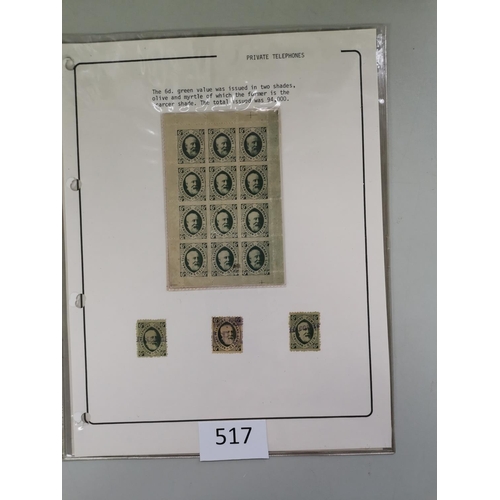 PRIVATE TELEPHONES
The 6d. green value was issued in two shades,
olive and myrtle of which the former is the
scarcer shade. The total issued was 94,000.
517